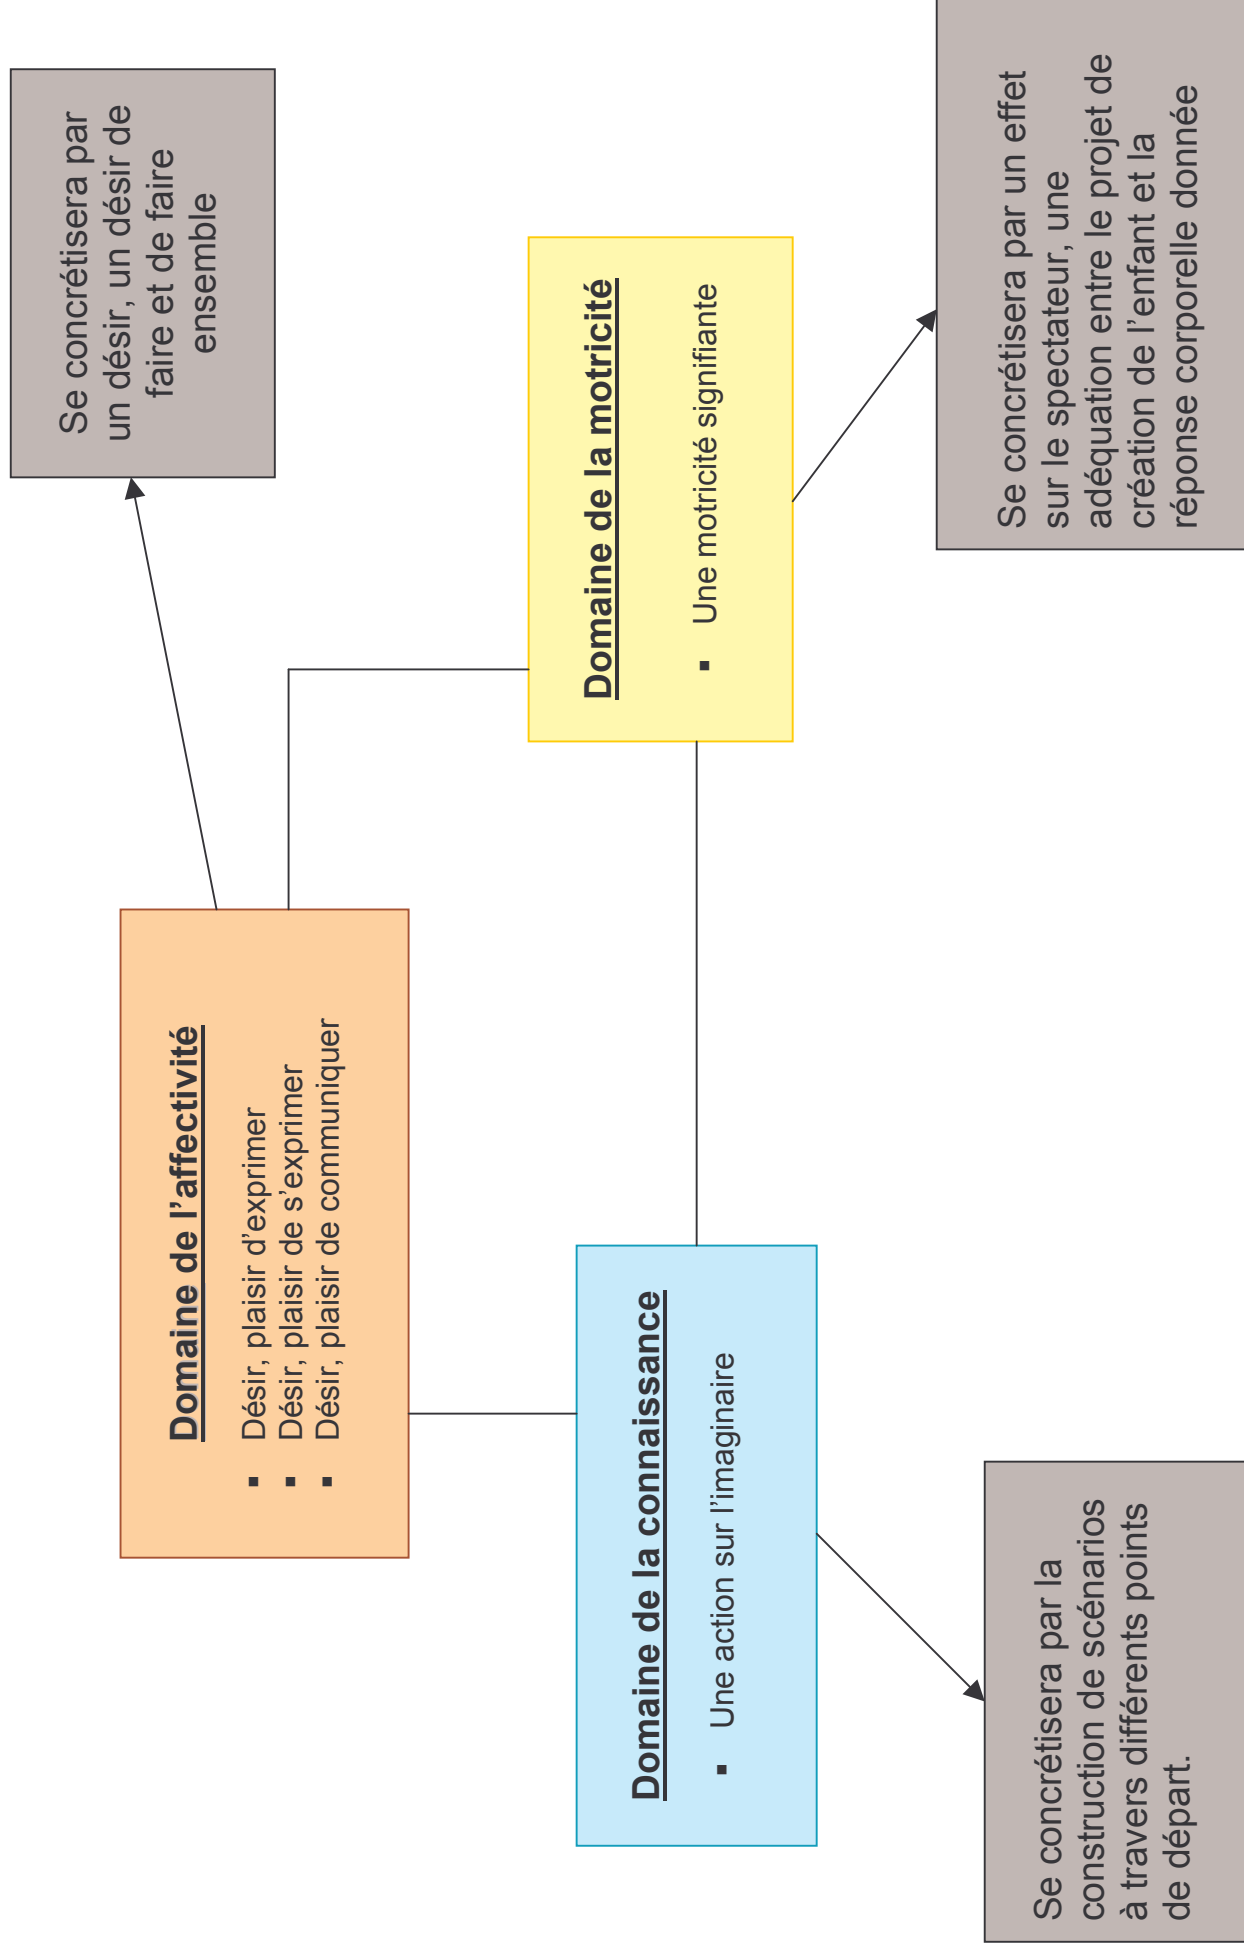 Se concrétisera par
un désir, un désir de
faire et de faire
ensemble
Domaine de l'affectivité
▪ Désir, plaisir d'exprimer
▪ Désir, plaisir de s'exprimer
▪ Désir, plaisir de communiquer
Domaine de la motricité
▪ Une motricité signifiante
Domaine de la connaissance
▪ Une action sur l'imaginaire
Se concrétisera par un effet
sur le spectateur, une
adéquation entre le projet de
création de l'enfant et la
réponse corporelle donnée
Se concrétisera par la
construction de scénarios
à travers différents points
de départ.